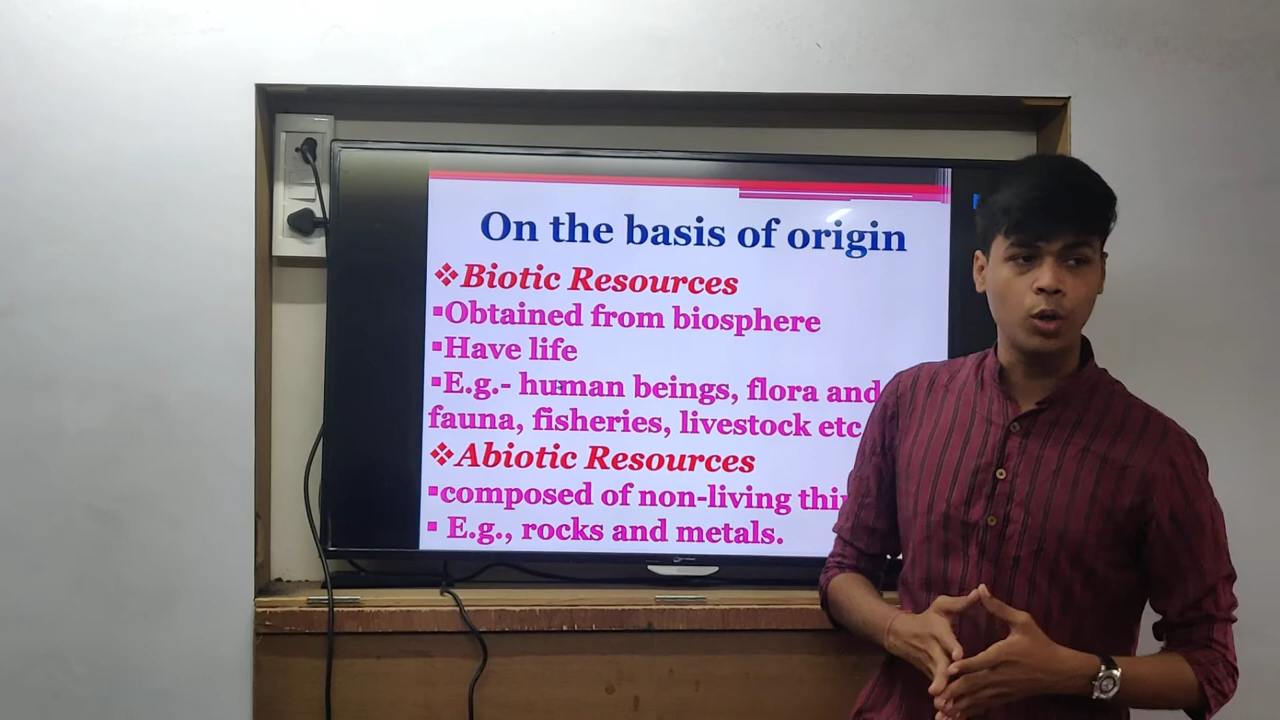 On the basis of origin
❖Biotic Resources
▪Obtained from biosphere
▪Have life
▪E.g.- human beings, flora and
fauna, fisheries, livestock etc
❖Abiotic Resources
▪composed of non-living
▪ E.g., rocks and metals.